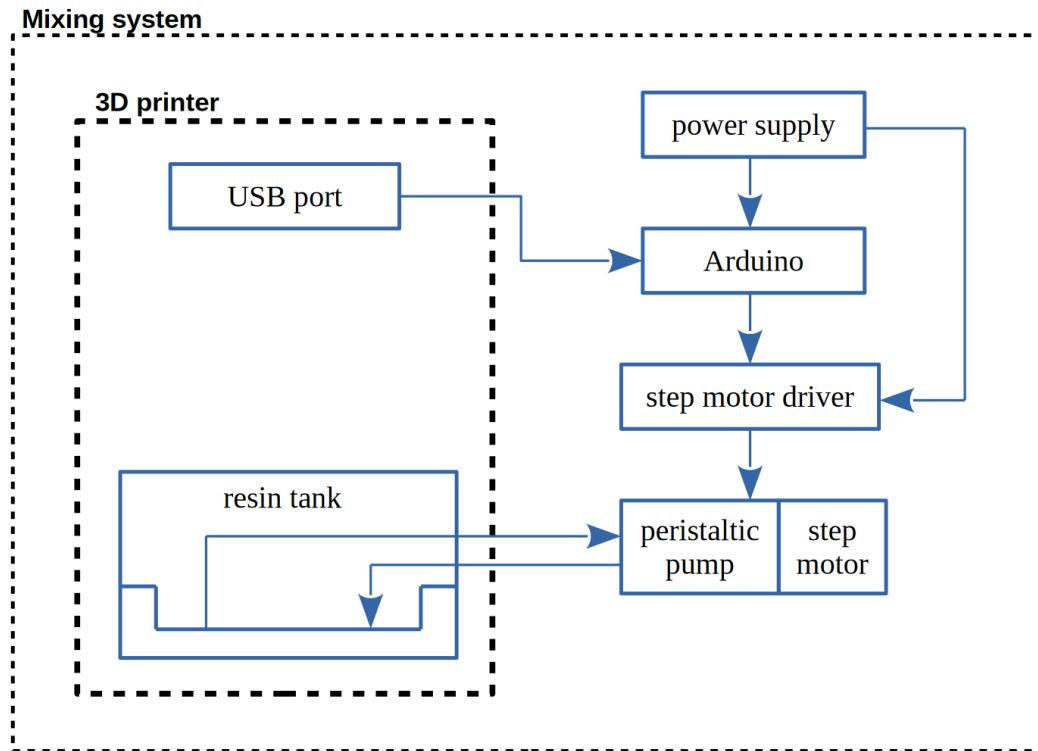 Mixing system
3D printer
power supply
USB port
Arduino
step motor driver
resin tank
peristaltic
pump
step
motor